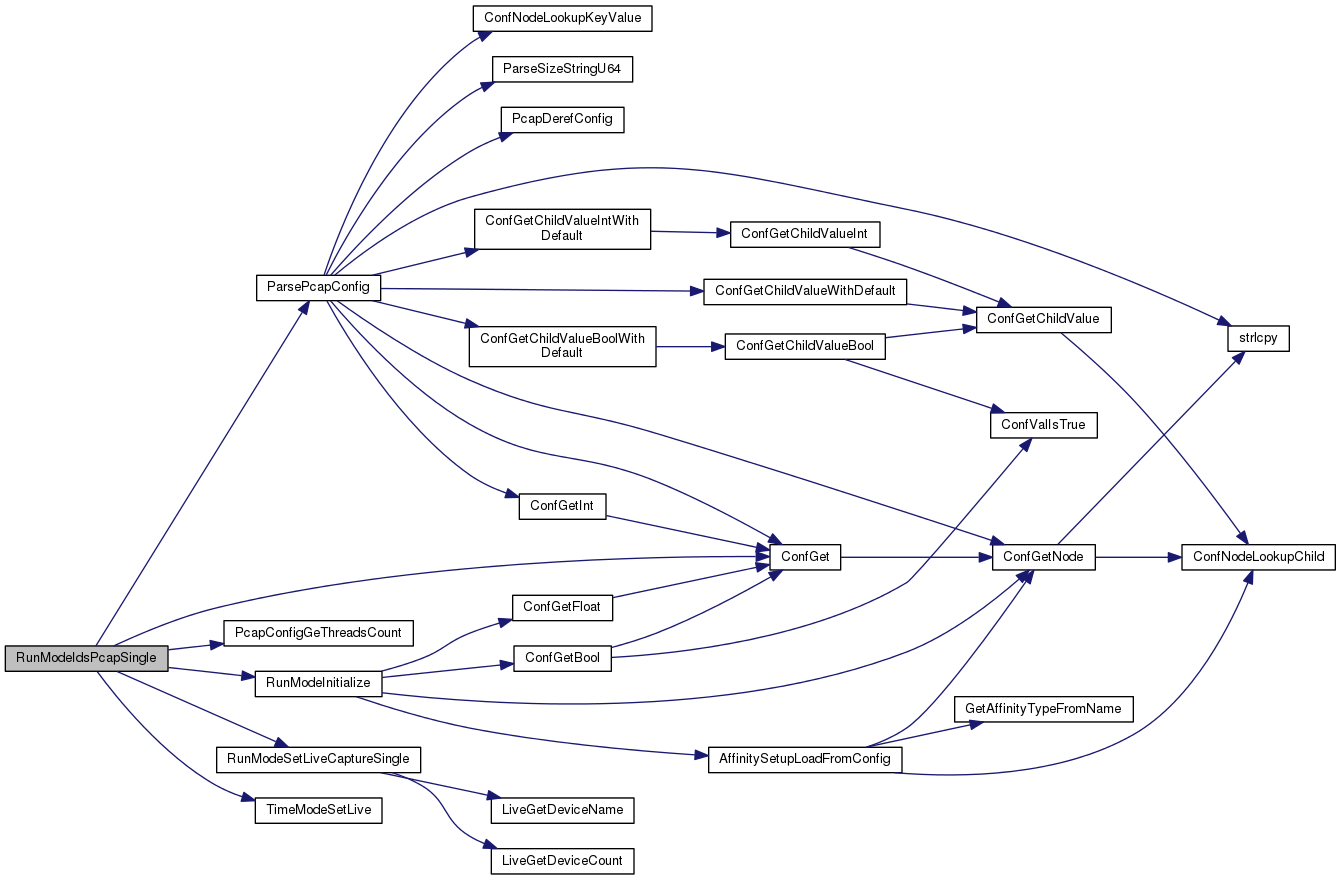 ConfNodeLookupKeyValue
ParseSizeStringU64
PcapDerefConfig
ConfGetChildValueIntWith
Default
ConfGetChildValueInt
ParsePcapConfig
ConfGetChildValueWithDefault
ConfGetChildValue
ConfGetChildValueBoolWith
Default
ConfGetChildValueBool
strlcpy
ConfValIsTrue
ConfGetInt
ConfGet
ConfGetNode
ConfNodeLookupChild
ConfGetFloat
PcapConfigGeThreadsCount
RunModeIdsPcapSingle
ConfGetBool
RunModeInitialize
GetAffinityTypeFromName
RunModeSetLiveCaptureSingle
AffinitySetupLoadFromConfig
TimeModeSetLive
LiveGetDeviceName
LiveGetDeviceCount